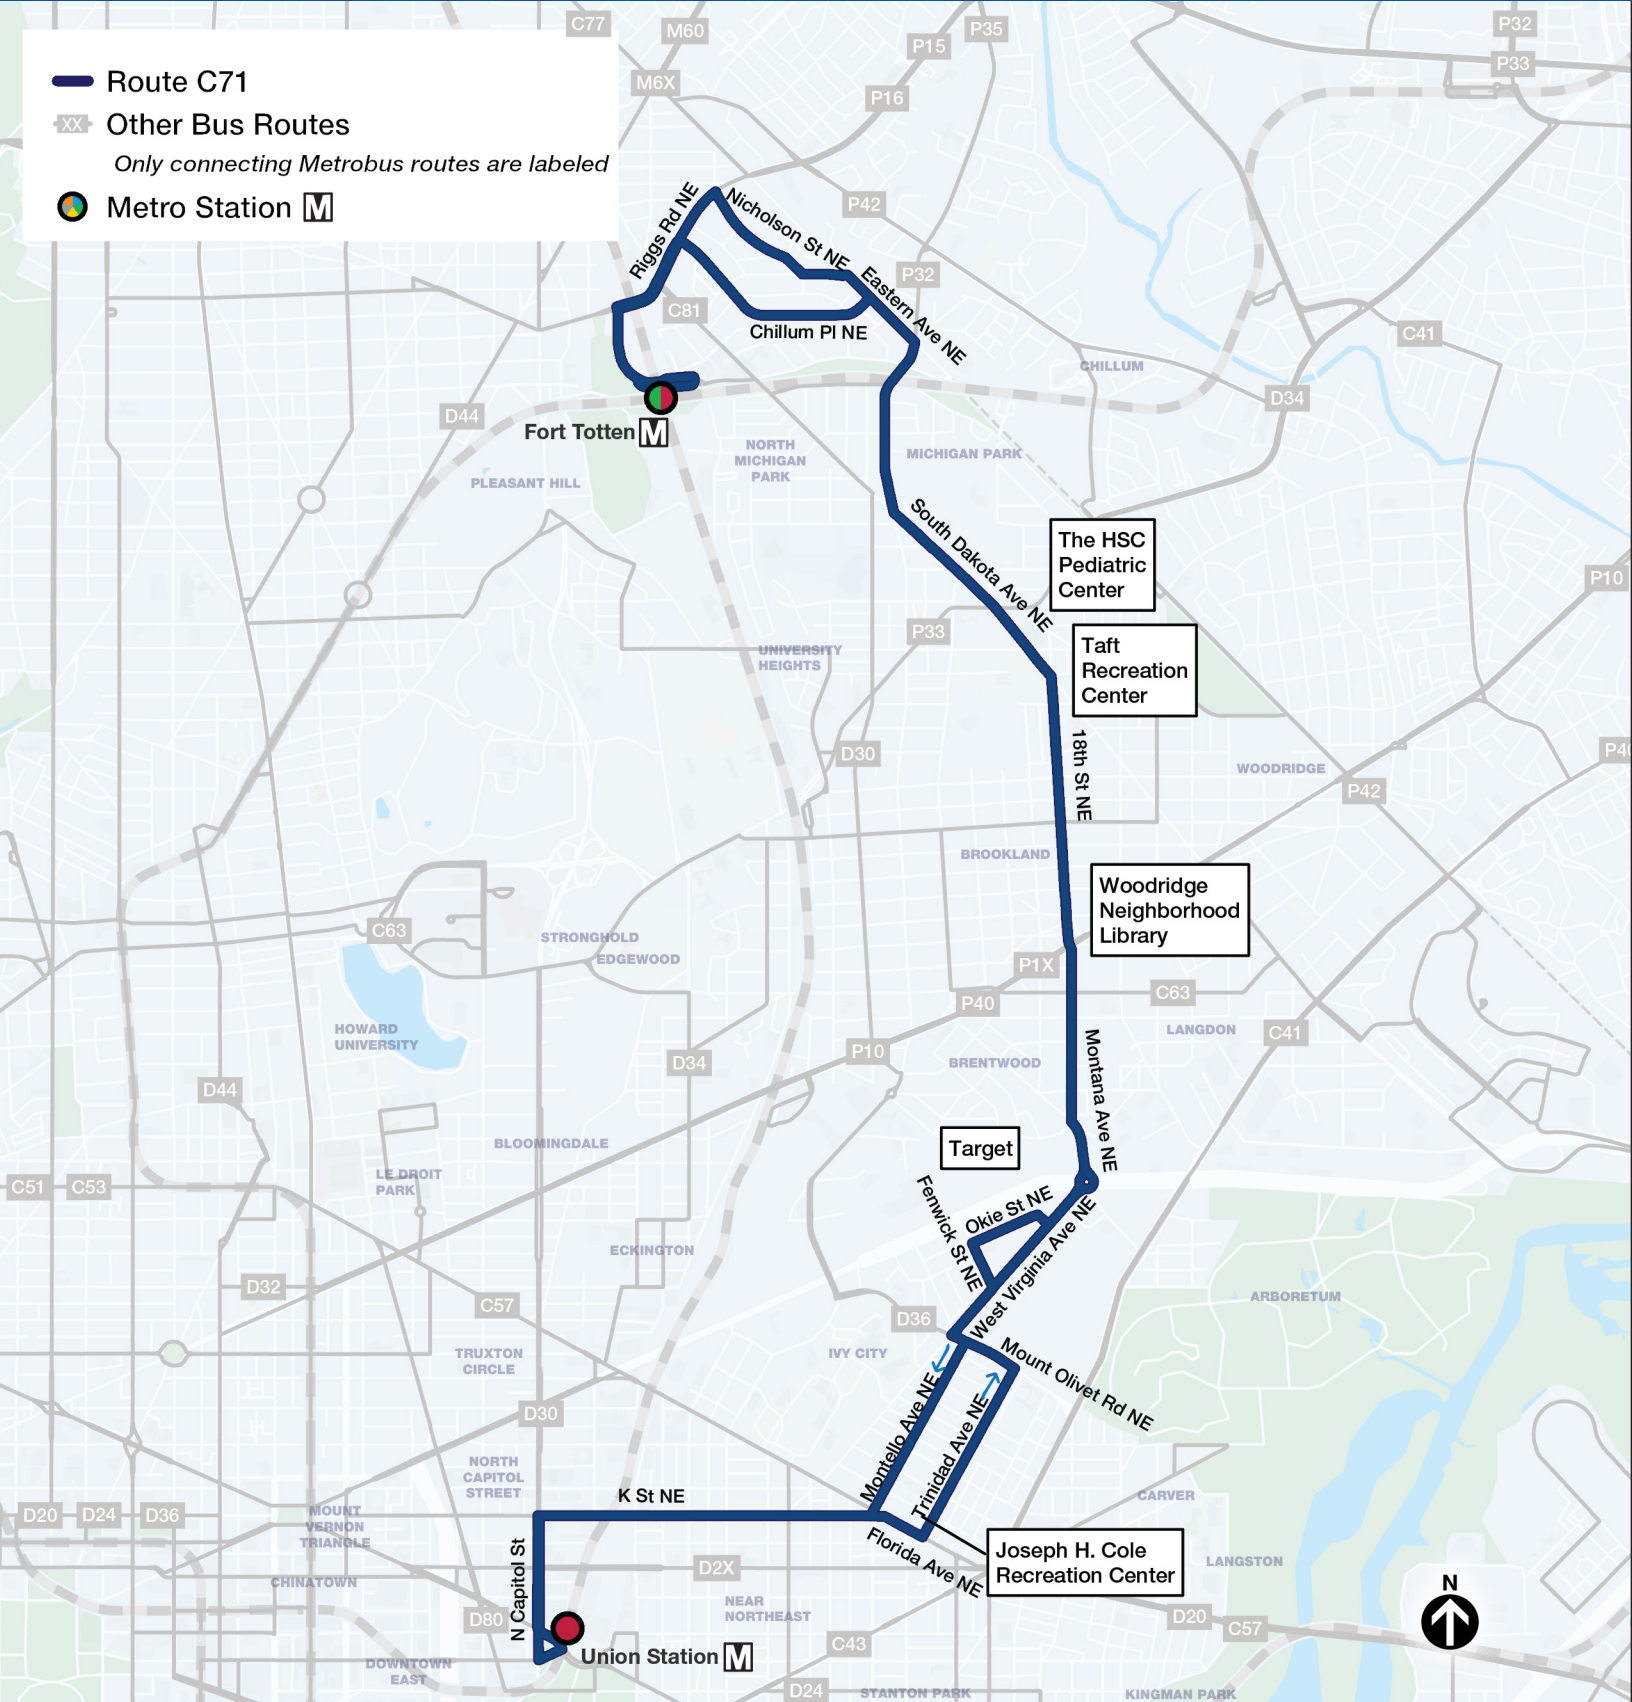 Route C71
XX
Other Bus Routes
Only connecting Metrobus routes are labeled
Metro Station M
C77
M60
M6X
P15
P35
P16
P32
P33
Riggs Rd NE
Nicholson St NE
P42
P32
Eastern Ave NE
C81
Chillum Pl NE
C41
CHILLUM
D34
D44
Fort Totten M
NORTH
MICHIGAN
PARK
MICHIGAN PARK
PLEASANT HILL
South Dakota Ave NE
The HSC
Pediatric
Center
P10
P33
Taft
Recreation
Center
UNIVERSITY
HEIGHTS
18th St NE
D30
WOODRIDGE
P42
BROOKLAND
Woodridge
Neighborhood
Library
C63
STRONGHOLD
EDGEWOOD
P1X
P40
C63
HOWARD
UNIVERSITY
LANGDON
C41
P10
D34
BRENTWOOD
Montana Ave NE
D44
BLOOMINGDALE
Target
LE DROIT
PARK
C51
C53
Fenwick St NE
Okie St NE
West Virginia Ave NE
ECKINGTON
D32
C57
ARBORETUM
D36
IVY CITY
TRUXTON
CIRCLE
Mount Olivet Rd NE
Montello Ave NE
Trinidad Ave NE
D30
NORTH
CAPITOL
STREET
K St NE
CARVER
D20
D24
D36
MOUNT
VERNON
TRIANGLE
Florida Ave NE
Joseph H. Cole
Recreation Center
LANGSTON
N Capitol St
D2X
CHINATOWN
NEAR
NORTHEAST
D80
D20
C57
N
Union Station M
C43
DOWNTOWN
EAST
D24
STANTON PARK
KINGMAN PARK